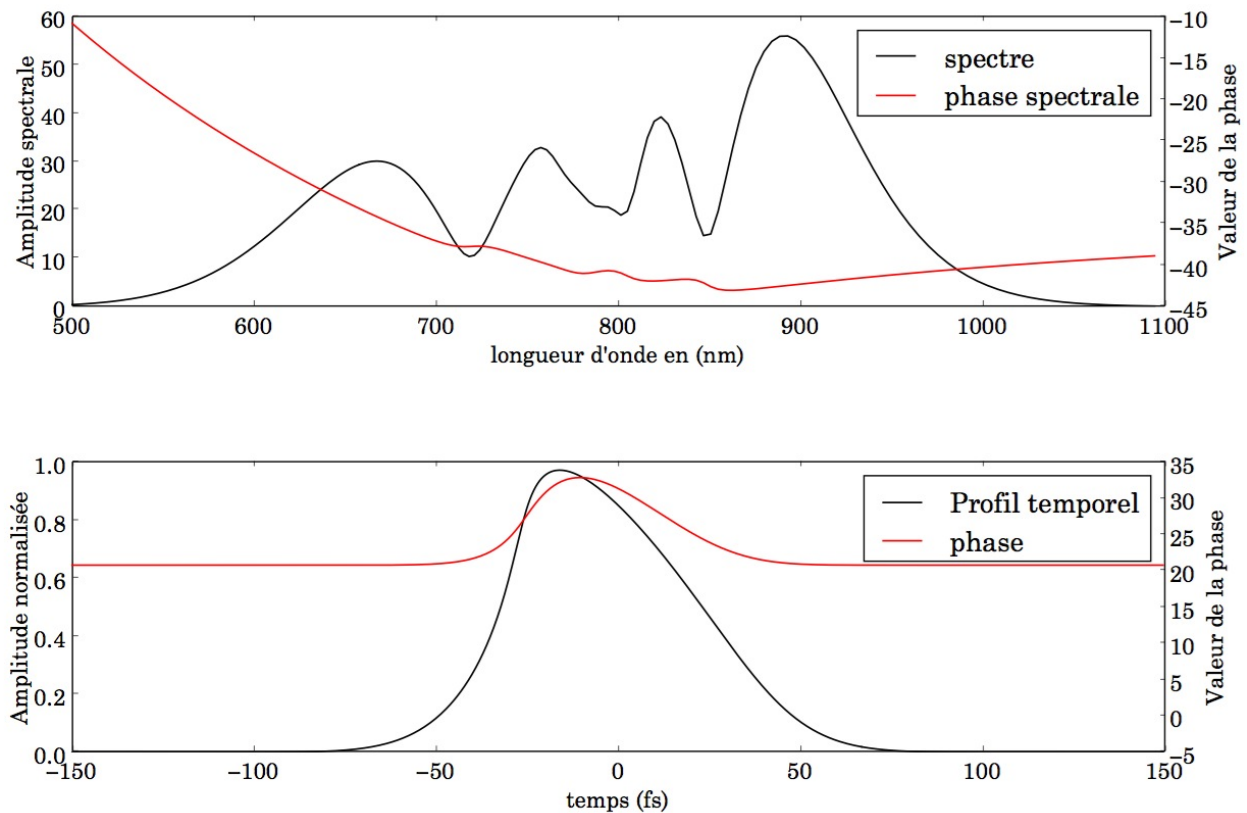 60
50
40
30
20
10
0
Amplitude spectrale
spectre
phase spectrale
−10
−15
−20
−25
−30
−35
−40
−45
Valeur de la phase
500 600 700 800 900 1000 1100
longueur d'onde en (nm)
1.0
0.8
0.6
0.4
0.2
0.0
Amplitude normalisée
Profil temporel
phase
35
30
25
20
15
10
5
0
−5
Valeur de la phase
−150 −100 −50 0 50 100 150
temps (fs)